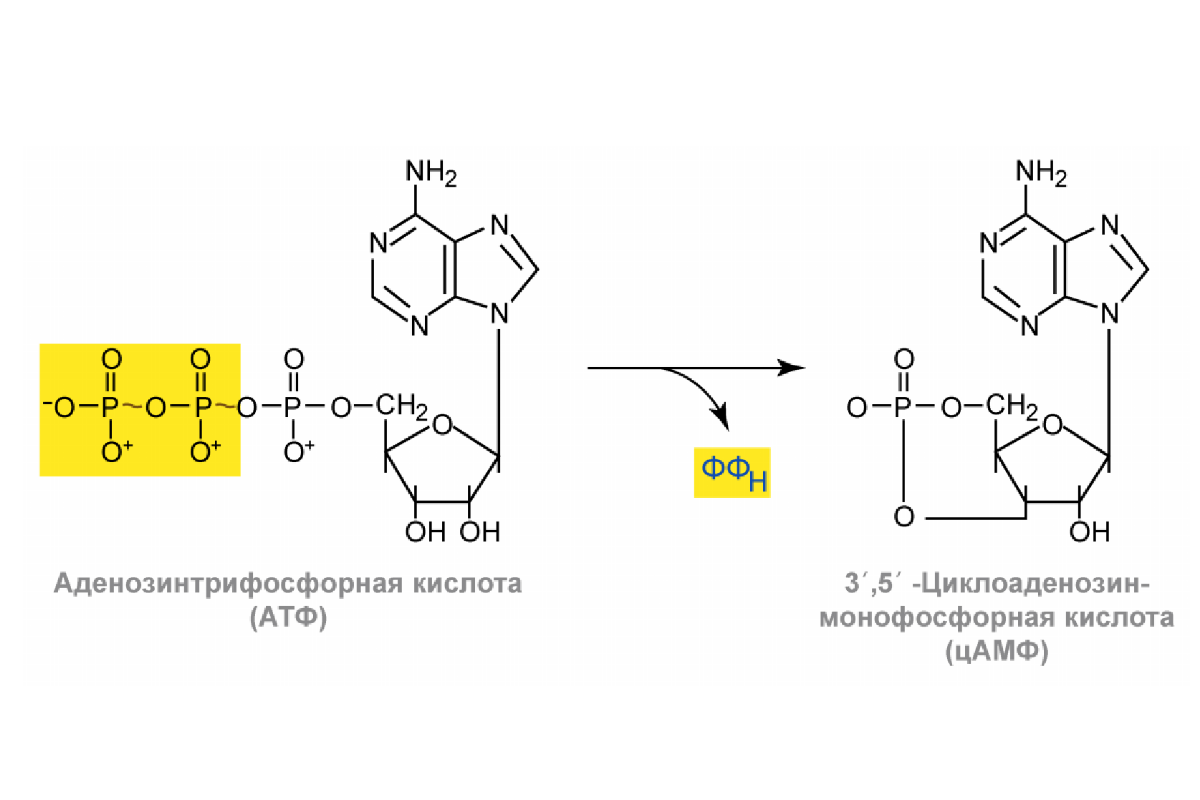 NH2
N
N
N
N
O
O
O
-O
P
~
O
P
~
O
P
O
CH2
O
O+
O+
O+
OH
OH
ФФН
NH2
N
N
N
N
O
O
P
O
CH2
O
O
OH
Аденозинтрифосфорная кислота
(АТФ)
3´,5´ -Циклоаденозин-
монофосфорная кислота
(цАМФ)